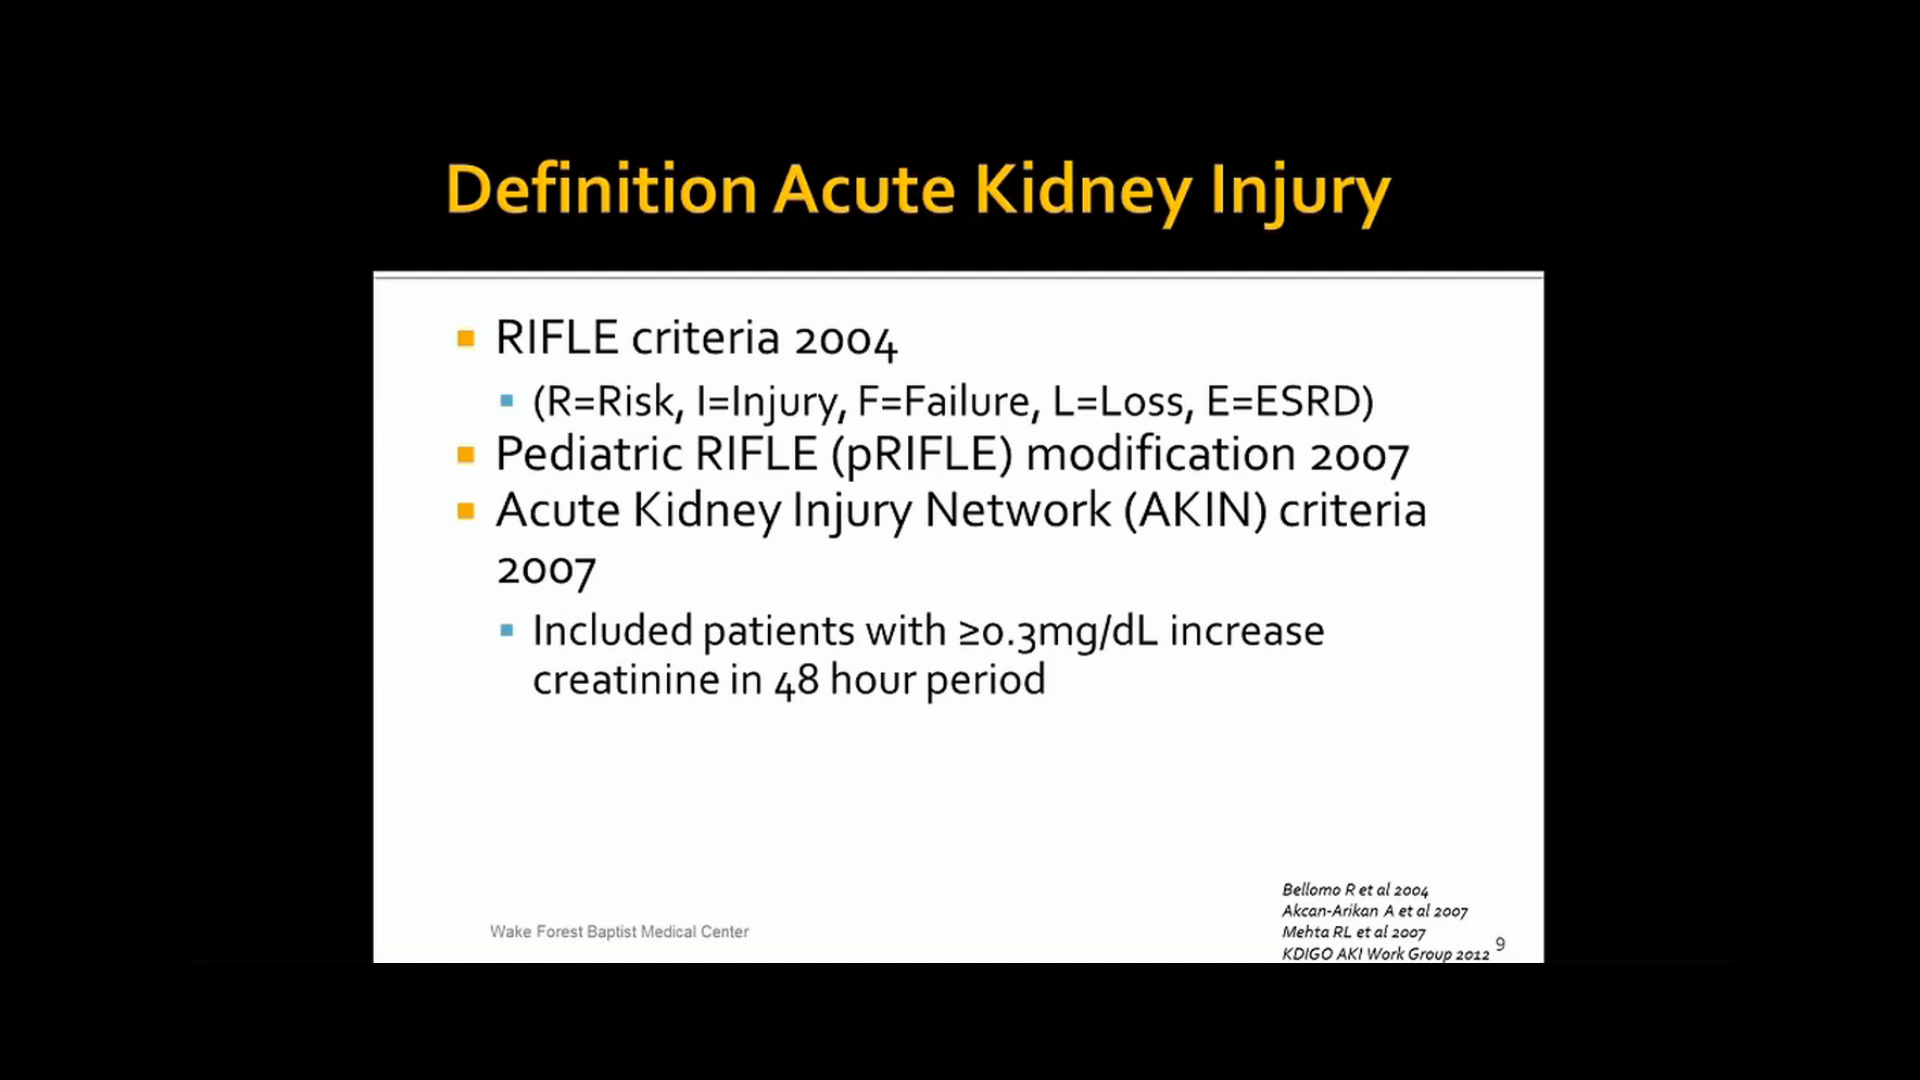 Definition Acute Kidney Injury
RIFLE criteria 2004
(R=Risk, I=Injury, F=Failure, L=Loss, E=ESRD)
Pediatric RIFLE (pRIFLE) modification 2007
Acute Kidney Injury Network (AKIN) criteria
2007
Included patients with ≥0.3mg/dL increase
creatinine in 48 hour period
Bellomo R et al 2004
Akcan-Arikan A et al 2007
Mehta RL et al 2007
KDIGO AKI Work Group 2012
Wake Forest Baptist Medical Center
9